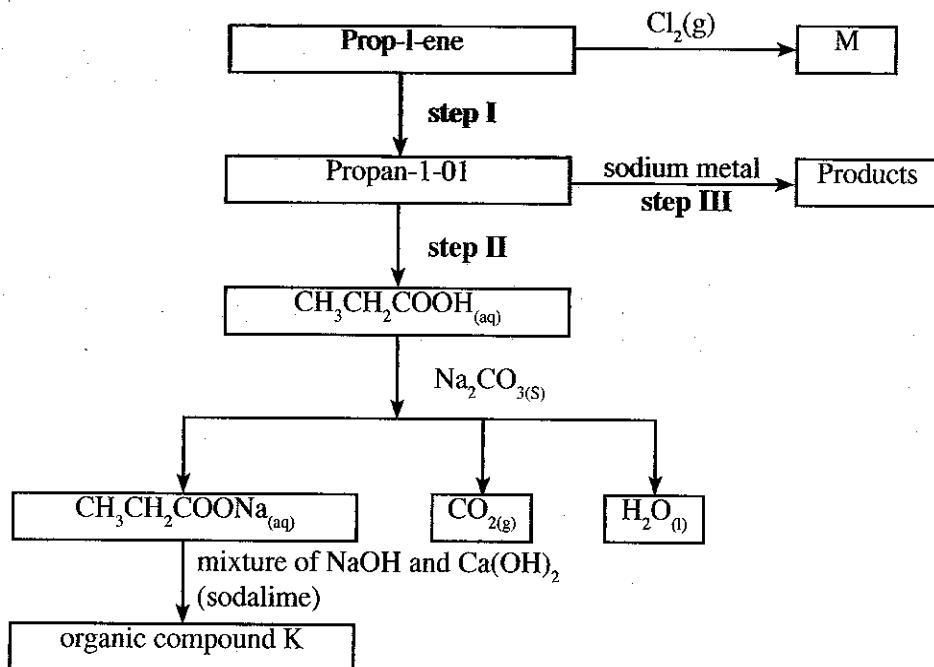 Prop-l-ene
Cl₂(g)
M
step I
Propan-1-01
sodium metal
step III
Products
step II
CH₃CH₂COOH(aq)
Na₂CO₃(S)
CH₃CH₂COONa(aq)
CO₂(g)
H₂O(l)
mixture of NaOH and Ca(OH)₂
(sodalime)
organic compound K